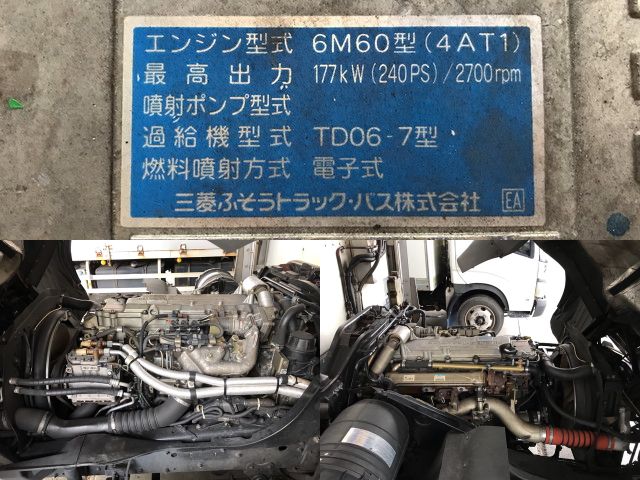 エンジン型式 6M60型(4AT1)
最高出力 177kW(240PS)/2700rpm
噴射ポンプ型式
過給機型式 TD06-7型
燃料噴射方式 電子式
三菱ふそうトラック・バス株式会社 EA